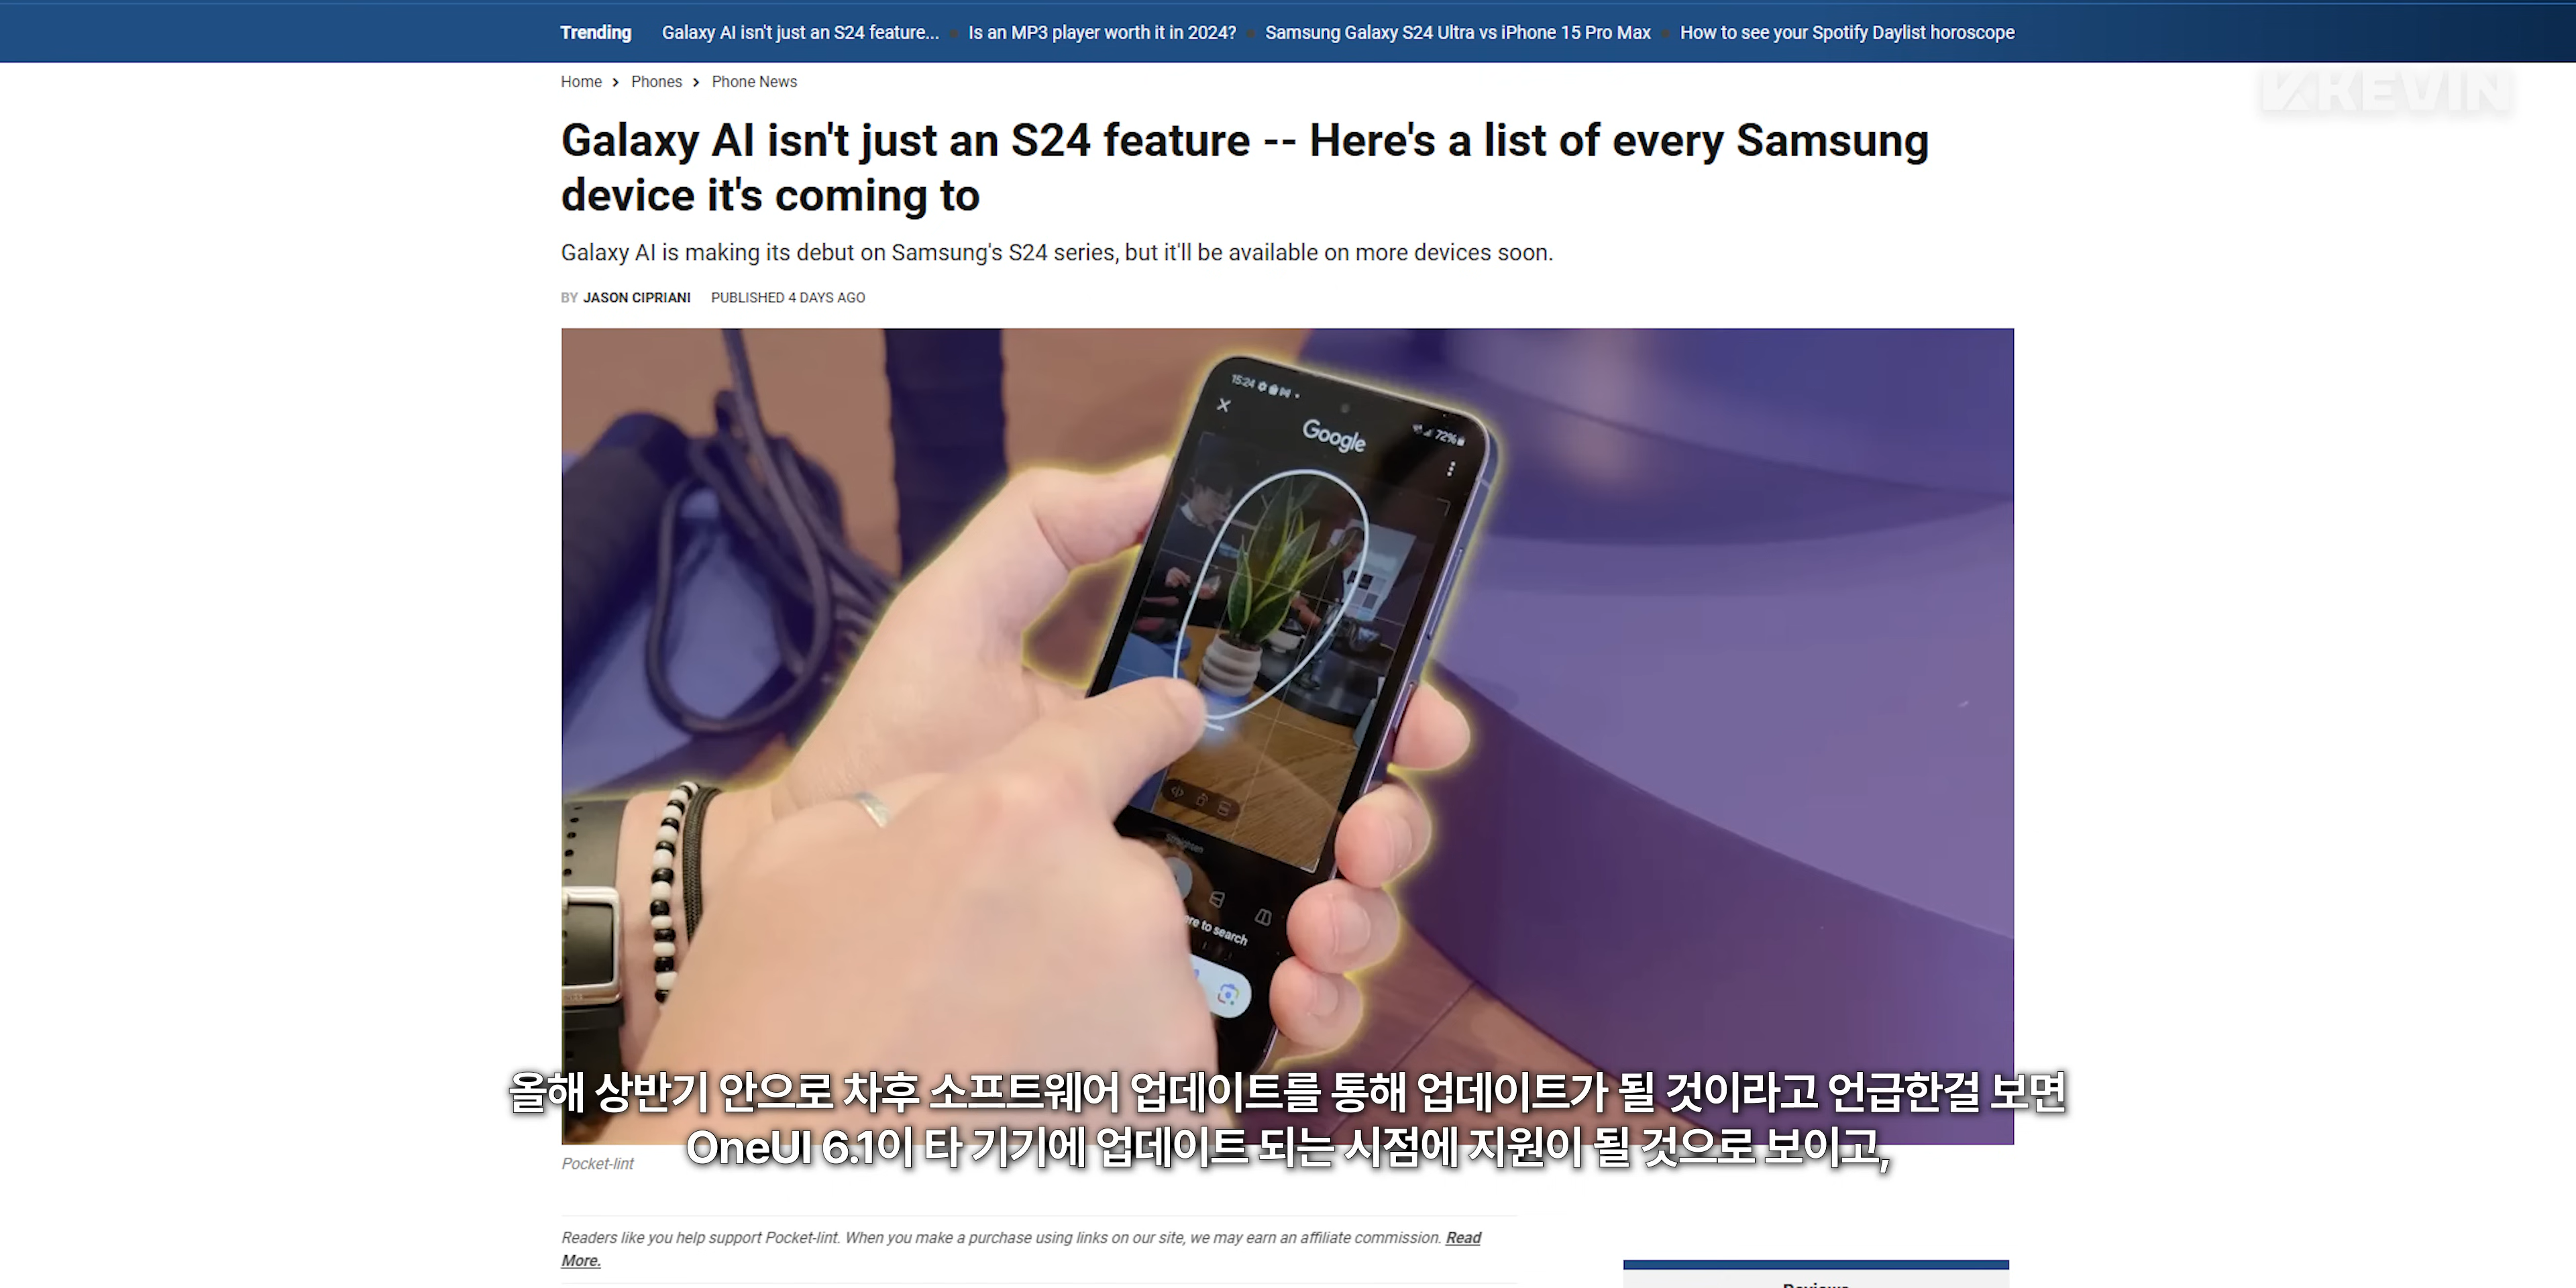 Trending Galaxy AI isn't just an S24 feature... Is an MP3 player worth it in 2024? Samsung Galaxy S24 Ultra vs iPhone 15 Pro Max How to see your Spotify Daylist horoscope
Home > Phones > Phone News
KEVIN
Galaxy AI isn't just an S24 feature -- Here's a list of every Samsung
device it's coming to
Galaxy AI is making its debut on Samsung's S24 series, but it'll be available on more devices soon.
BY JASON CIPRIANI PUBLISHED 4 DAYS AGO
15:24
72%
Google
to search
올해 상반기 안으로 차후 소프트웨어 업데이트를 통해 업데이트가 될 것이라고 언급한걸 보면
OneUI 6.1이 타 기기에 업데이트 되는 시점에 지원이 될 것으로 보이고,
Pocket-lint
Readers like you help support Pocket-lint. When you make a purchase using links on our site, we may earn an affiliate commission. Read
More.